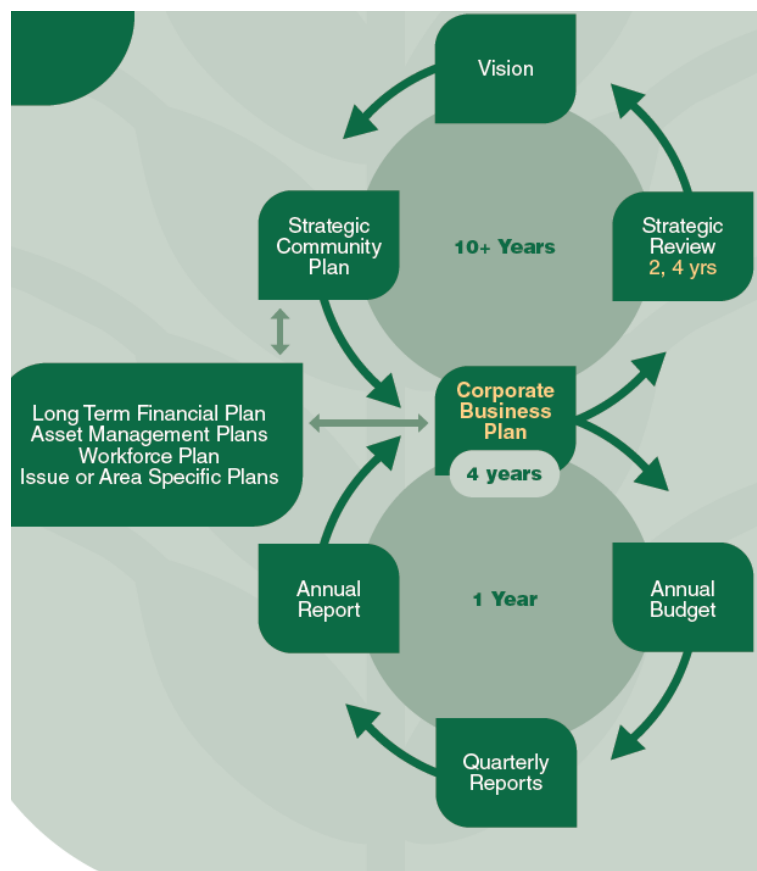 Vision
Strategic
Community
Plan
10+ Years
Strategic
Review
2, 4 yrs
Long Term Financial Plan
Asset Management Plans
Workforce Plan
Issue or Area Specific Plans
Corporate
Business
Plan
4 years
Annual
Report
1 Year
Annual
Budget
Quarterly
Reports